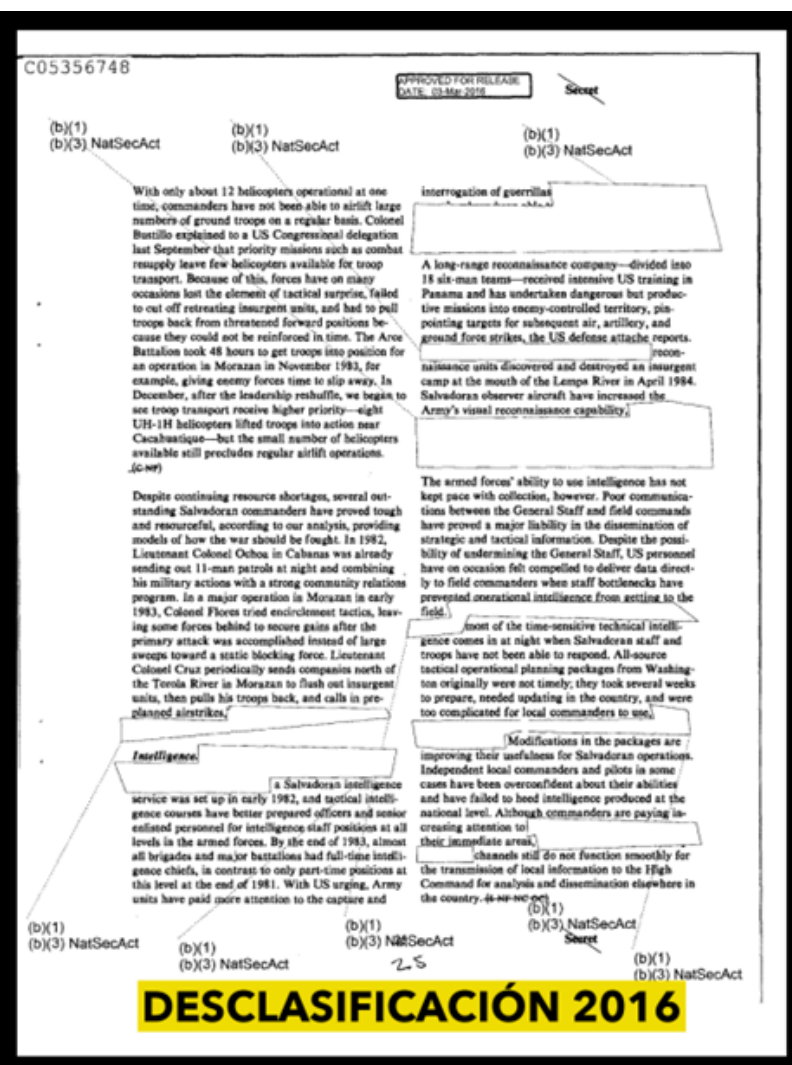 C05356748
APPROVED FOR RELEASE
DATE: 03-Mar-2016
Secret
(b)(1)
(b)(3) NatSecAct
(b)(1)
(b)(3) NatSecAct
(b)(1)
(b)(3) NatSecAct
With only about 12 helicopters operational at one
time, commanders have not been able to airlift large
numbers of ground troops on a regular basis. Colonel
Bustillo explained to a US Congressional delegation
last September that priority missions such as combat
resupply leave few helicopters available for troop
transport. Because of this, forces have on many
occasions lost the element of tactical surprise, failed
to cut off retreating insurgent units, and had to pull
troops back from threatened forward positions be-
cause they could not be reinforced in time. The Arce
Battalion took 48 hours to get troops into position for
an operation in Morazan in November 1983, for
example, giving enemy forces time to slip away. In
December, after the leadership reshuffle, we began to
see troop transport receive higher priority—eight
UH-1H helicopters lifted troops into action near
Cacahuatique—but the small number of helicopters
available still precludes regular airlift operations.
(C NF)
Despite continuing resource shortages, several out-
standing Salvadoran commanders have proved tough
and resourceful, according to our analysis, providing
models of how the war should be fought. In 1982,
Lieutenant Colonel Ochoa in Cabanas was already
sending out 11-man patrols at night and combining
his military actions with a strong community relations
program. In a major operation in Morazan in early
1983, Colonel Flores tried encirclement tactics, leav-
ing some forces behind to secure gains after the
primary attack was accomplished instead of large
sweeps toward a static blocking force. Lieutenant
Colonel Cruz periodically sends companies north of
the Torola River in Morazan to flush out insurgent
units, then pulls his troops back, and calls in pre-
planned airstrikes.
Intelligence.
a Salvadoran intelligence
service was set up in early 1982, and tactical intelli-
gence courses have better prepared officers and senior
enlisted personnel for intelligence staff positions at all
levels in the armed forces. By the end of 1983, almost
all brigades and major battalions had full-time intelli-
gence chiefs, in contrast to only part-time positions at
this level at the end of 1981. With US urging, Army
units have paid more attention to the capture and
interrogation of guerrillas
A long-range reconnaissance company—divided into
18 six-man teams—received intensive US training in
Panama and has undertaken dangerous but produc-
tive missions into enemy-controlled territory, pin-
pointing targets for subsequent air, artillery, and
ground force strikes, the US defense attache reports.
recon-
naissance units discovered and destroyed an insurgent
camp at the mouth of the Lempa River in April 1984.
Salvadoran observer aircraft have increased the
Army's visual reconnaissance capability,
The armed forces' ability to use intelligence has not
kept pace with collection, however. Poor communica-
tions between the General Staff and field commands
have proved a major liability in the dissemination of
strategic and tactical information. Despite the possi-
bility of undermining the General Staff, US personnel
have on occasion felt compelled to deliver data direct-
ly to field commanders when staff bottlenecks have
prevented operational intelligence from getting to the
field.
most of the time-sensitive technical intelli-
gence comes in at night when Salvadoran staff and
troops have not been able to respond. All-source
tactical operational planning packages from Washing-
ton originally were not timely; they took several weeks
to prepare, needed updating in the country, and were
too complicated for local commanders to use,
Modifications in the packages are
improving their usefulness for Salvadoran operations.
Independent local commanders and pilots in some
cases have been overconfident about their abilities
and have failed to heed intelligence produced at the
national level. Although commanders are paying in-
creasing attention to
their immediate areas,
channels still do not function smoothly for
the transmission of local information to the High
Command for analysis and dissemination elsewhere in
the country. (S NF NC OC)
(b)(1)
(b)(3) NatSecAct
(b)(1)
(b)(3) NatSecAct
(b)(1)
(b)(3) NatSecAct
(b)(1)
(b)(3) NatSecAct
Secret
(b)(1)
(b)(3) NatSecAct
25
DESCLASIFICACIÓN 2016